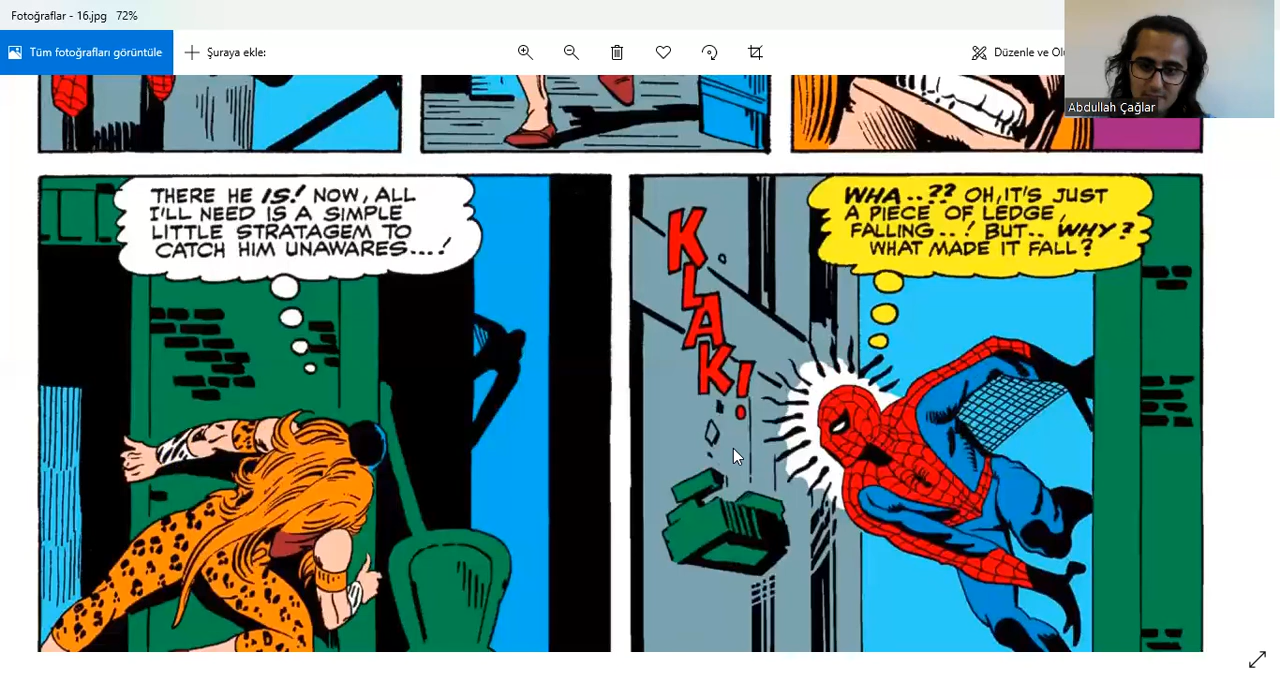 Fotoğraflar - 16.jpg 72%
Tüm fotoğrafları görüntüle
Şuraya ekle:
Düzenle ve Olu
Abdullah Çağlar
THERE HE IS! NOW, ALL
I'LL NEED IS A SIMPLE
LITTLE STRATAGEM TO
CATCH HIM UNAWARES...!
KLAK!
WHA..?? OH, IT'S JUST
A PIECE OF LEDGE,
FALLING..! BUT.. WHY?
WHAT MADE IT FALL?